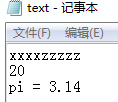 text - 记事本
文件(F) 编辑(E)
xxxxzzzzz
20
pi = 3.14